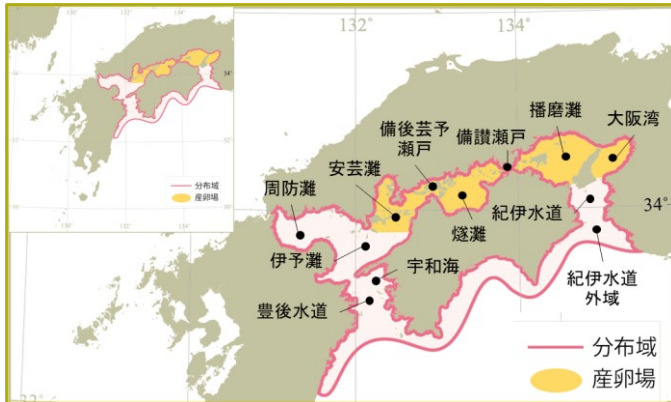 132°
134°
播磨灘
大阪湾
備後芸予
瀬戸
備讃瀬戸
安芸灘
周防灘
紀伊水道
34°
燧灘
伊予灘
宇和海
紀伊水道
外域
豊後水道
分布域
産卵場
132°
134°
34°
分布域
産卵場